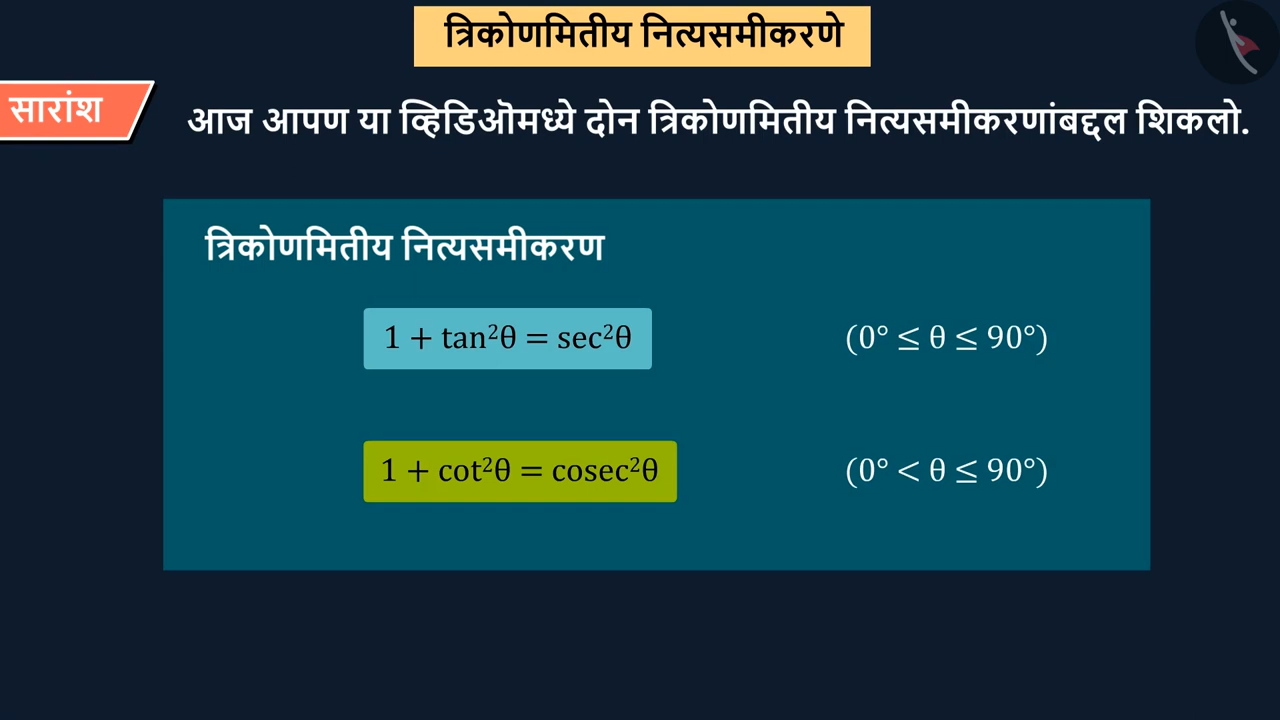 त्रिकोणमितीय नित्यसमीकरणे
सारांश
आज आपण या व्हिडिऒमध्ये दोन त्रिकोणमितीय नित्यसमीकरणांबद्दल शिकलो.
त्रिकोणमितीय नित्यसमीकरण
1 + tan²θ = sec²θ (0° ≤ θ ≤ 90°)
1 + cot²θ = cosec²θ (0° < θ ≤ 90°)